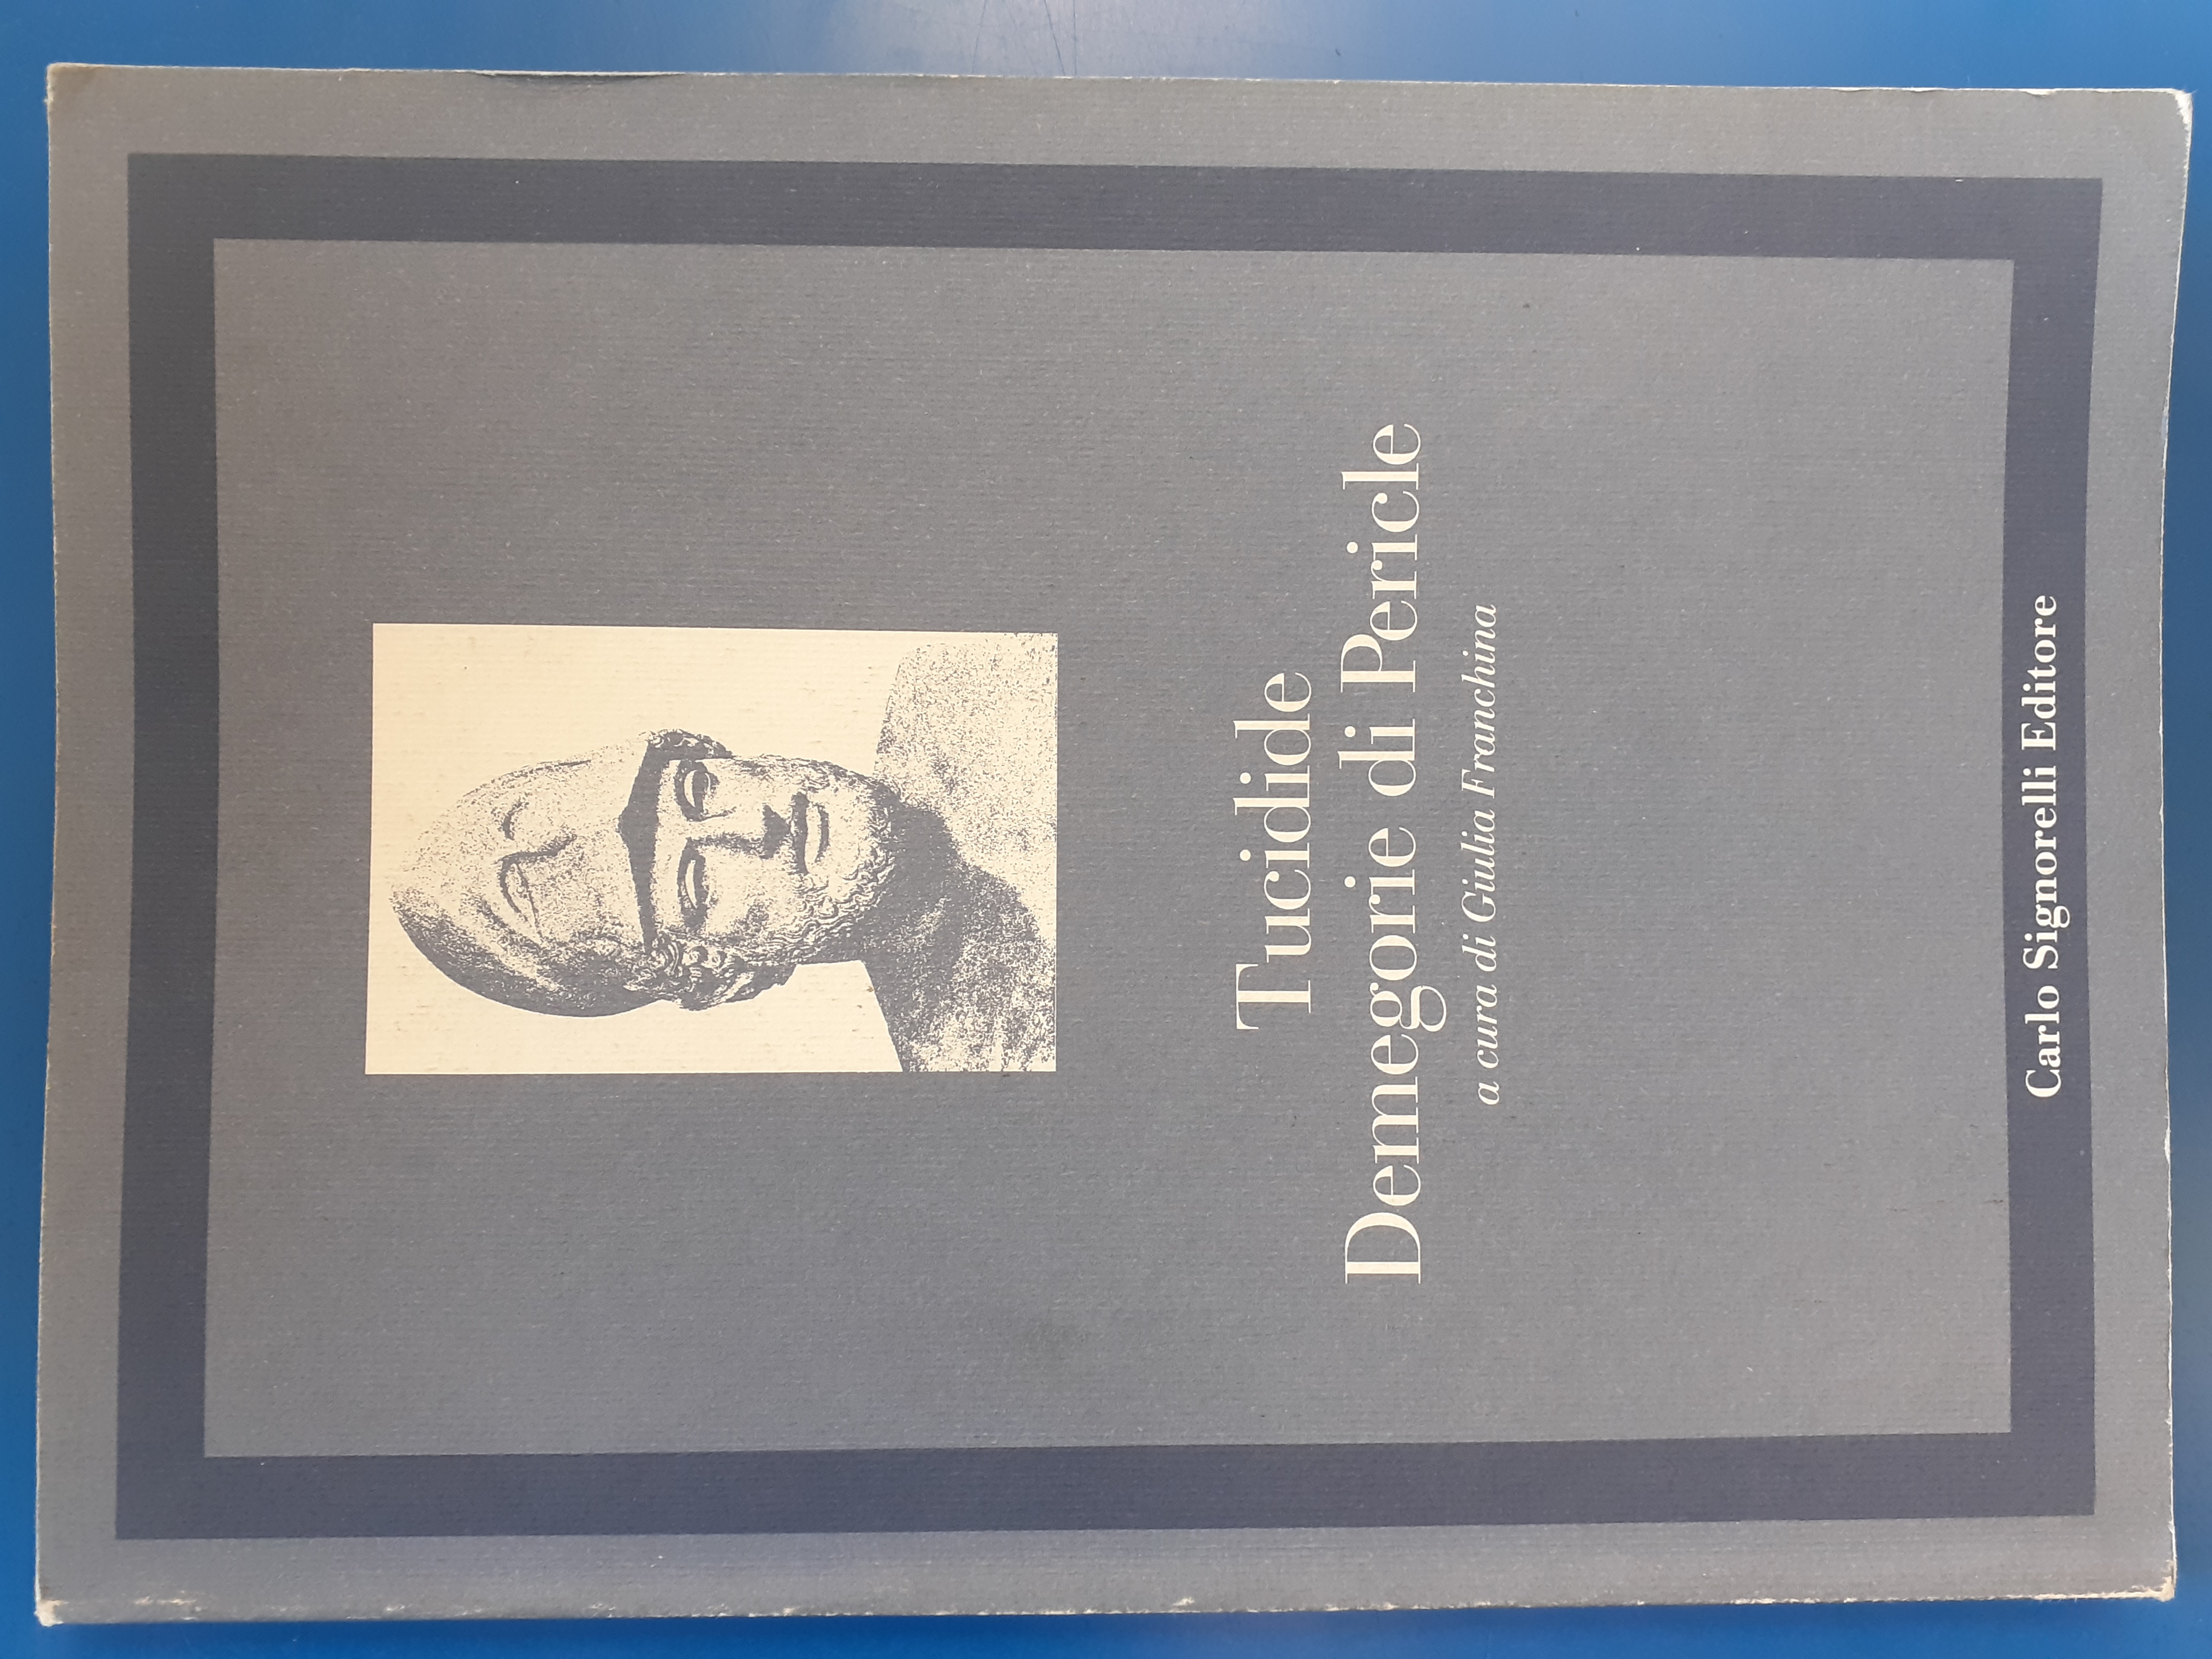 Tucidide
Demegorie di Pericle
a cura di Giulia Franchina
Carlo Signorelli Editore